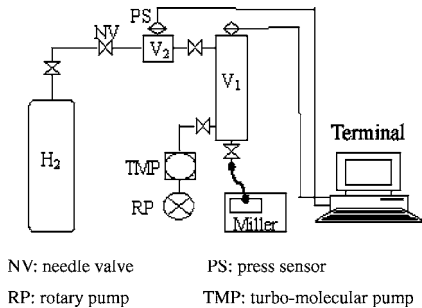 PS
NV
V2
V1
H2
TMP
RP
Miller
Terminal
NV: needle valve
PS: press sensor
RP: rotary pump
TMP: turbo-molecular pump